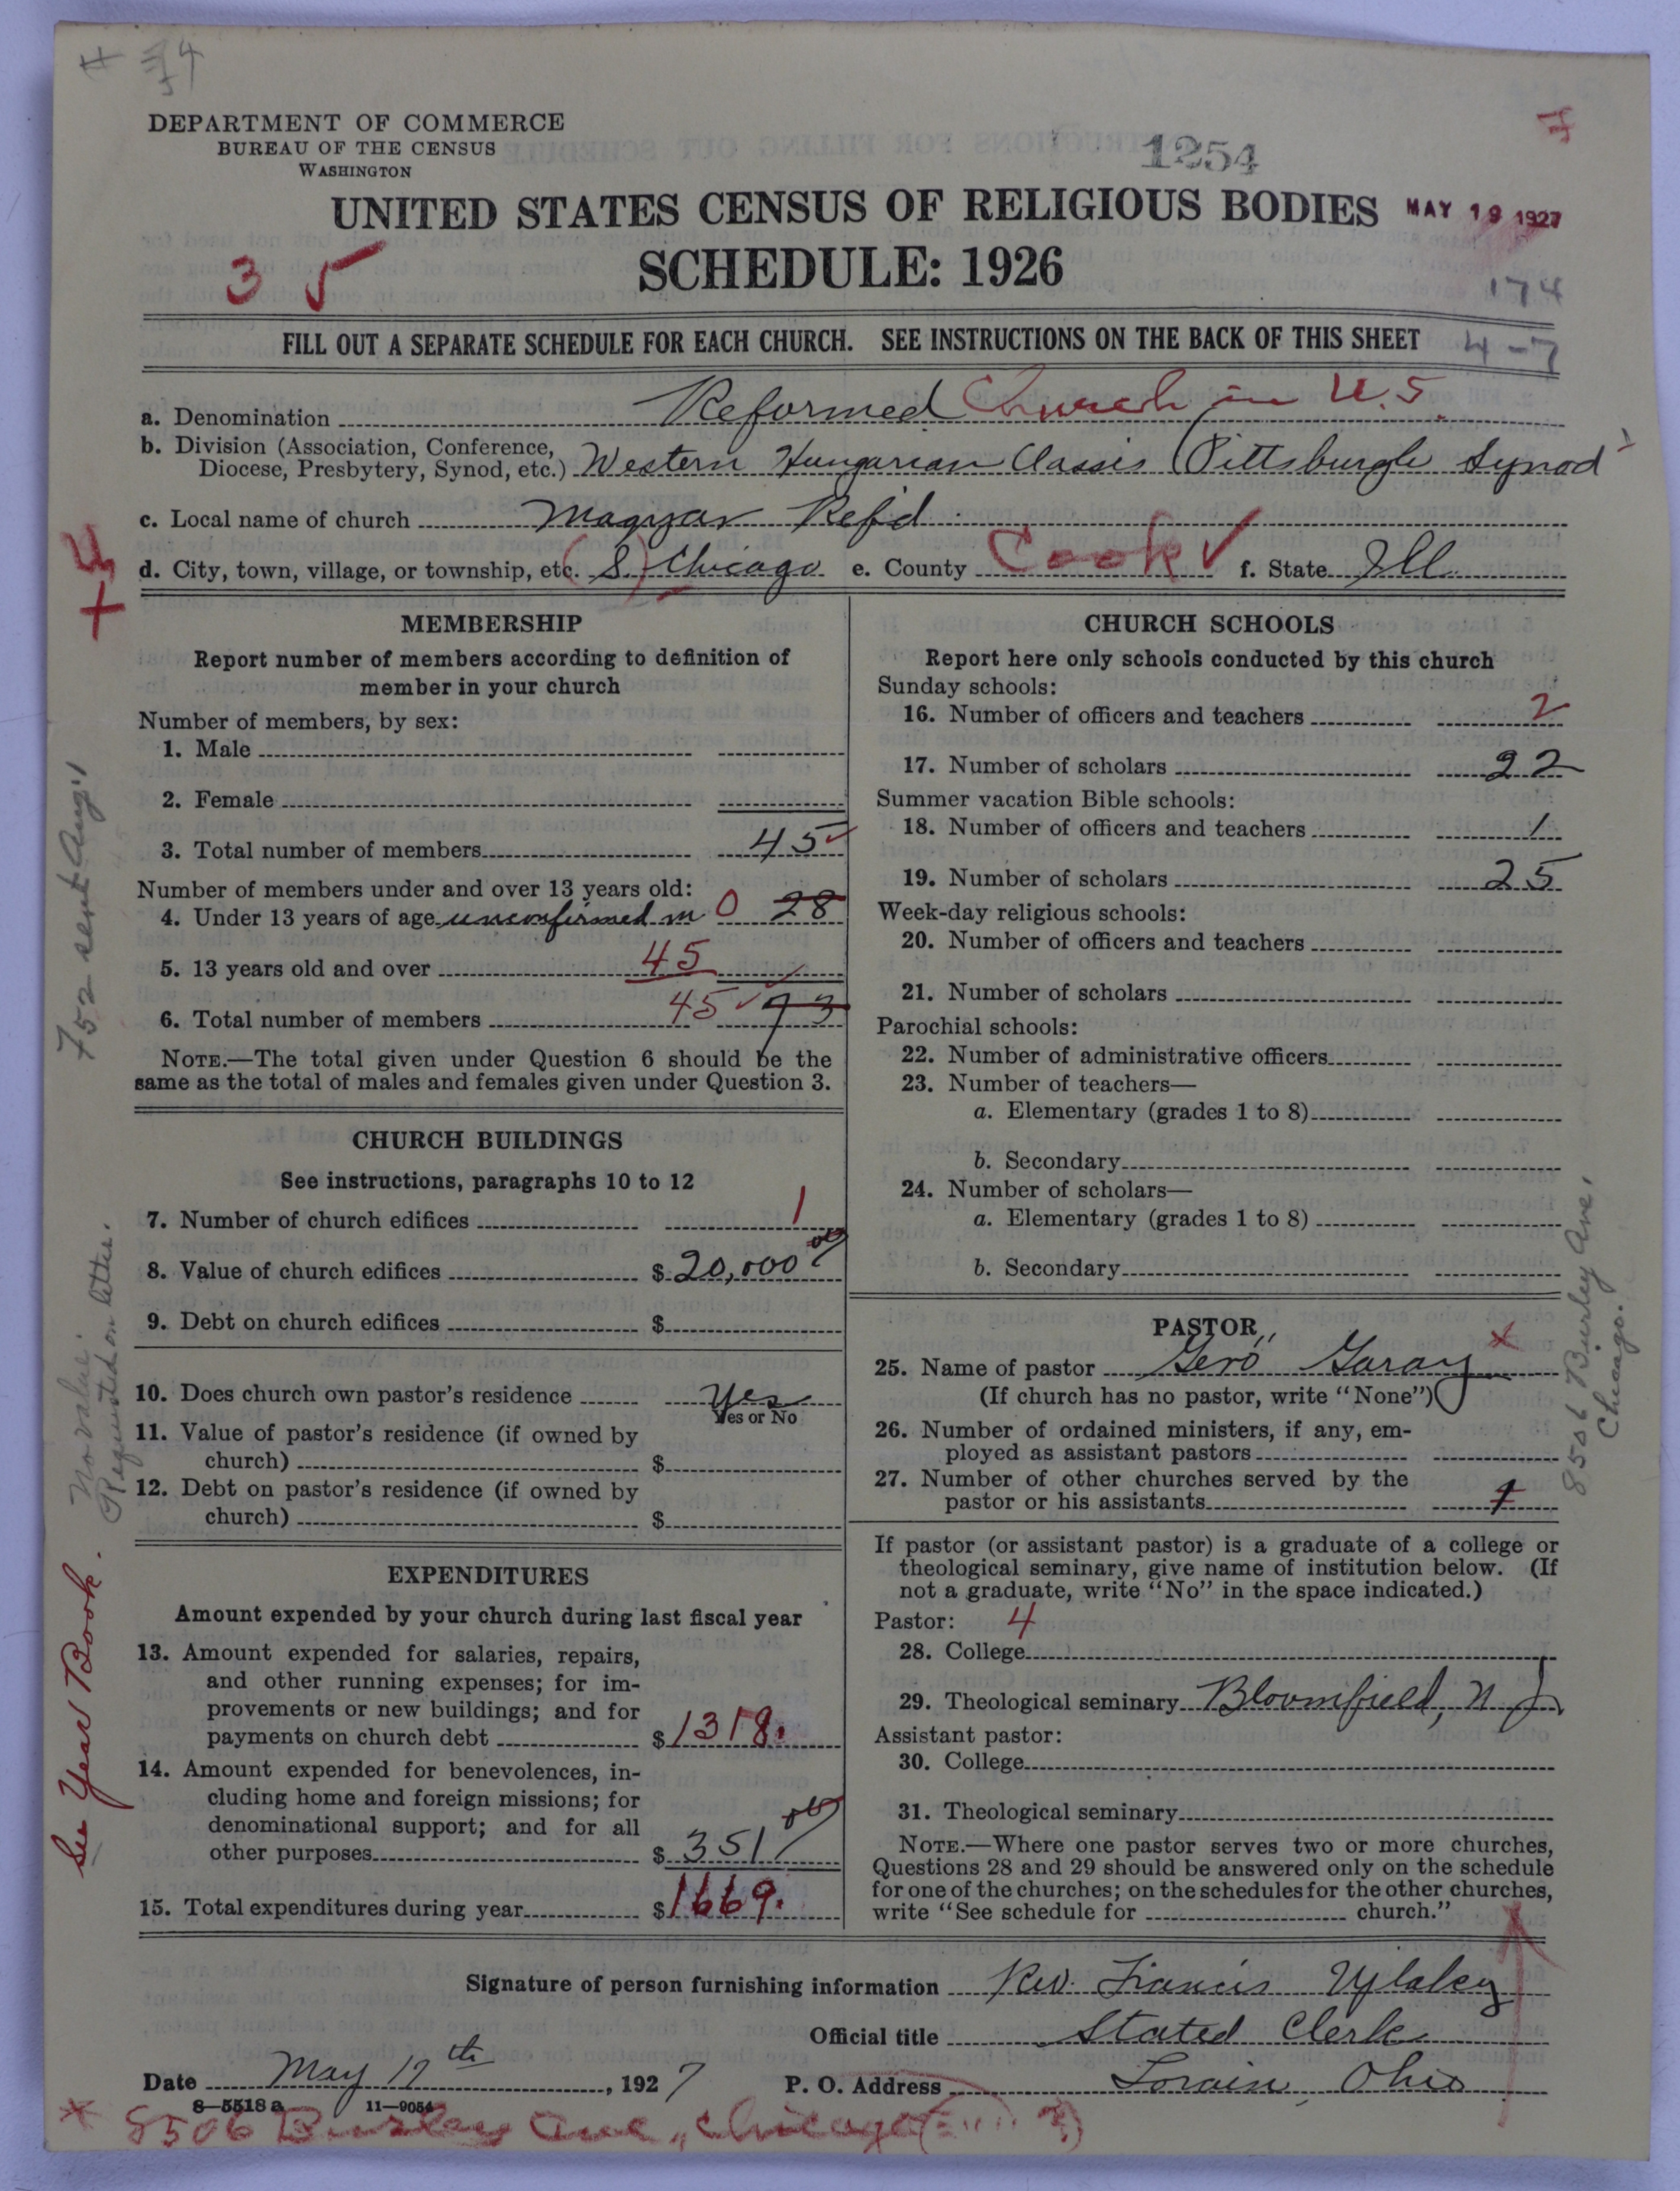 # 74
DEPARTMENT OF COMMERCE
BUREAU OF THE CENSUS
WASHINGTON
1254
UNITED STATES CENSUS OF RELIGIOUS BODIES MAY 19 1927
3 5 SCHEDULE: 1926
174
FILL OUT A SEPARATE SCHEDULE FOR EACH CHURCH. SEE INSTRUCTIONS ON THE BACK OF THIS SHEET 4-7
a. Denomination Reformed Church in U.S.
b. Division (Association, Conference,
Diocese, Presbytery, Synod, etc.) Western Hungarian Classis (Pittsburgh Synod
c. Local name of church Magyar Ref'd
d. City, town, village, or township, etc. (S.) Chicago e. County Cook ✓ f. State Ill
MEMBERSHIP
Report number of members according to definition of
member in your church
Number of members, by sex:
1. Male
2. Female
3. Total number of members 45 ✓
Number of members under and over 13 years old:
4. Under 13 years of age unconfirmed m 0 28
5. 13 years old and over 45
6. Total number of members 45 ✓ 73
NOTE.—The total given under Question 6 should be the
same as the total of males and females given under Question 3.
CHURCH BUILDINGS
See instructions, paragraphs 10 to 12
7. Number of church edifices 1
8. Value of church edifices $ 20,000 00
9. Debt on church edifices $
10. Does church own pastor's residence Yes
Yes or No
11. Value of pastor's residence (if owned by
church) $
12. Debt on pastor's residence (if owned by
church) $
EXPENDITURES
Amount expended by your church during last fiscal year
13. Amount expended for salaries, repairs,
and other running expenses; for im-
provements or new buildings; and for
payments on church debt $ 1318.
14. Amount expended for benevolences, in-
cluding home and foreign missions; for
denominational support; and for all
other purposes $ 351 00
15. Total expenditures during year $ 1669.
CHURCH SCHOOLS
Report here only schools conducted by this church
Sunday schools:
16. Number of officers and teachers 2
17. Number of scholars 22
Summer vacation Bible schools:
18. Number of officers and teachers 1
19. Number of scholars 25
Week-day religious schools:
20. Number of officers and teachers
21. Number of scholars
Parochial schools:
22. Number of administrative officers
23. Number of teachers—
a. Elementary (grades 1 to 8)
b. Secondary
24. Number of scholars—
a. Elementary (grades 1 to 8)
b. Secondary
PASTOR
25. Name of pastor Gerö Garay x
(If church has no pastor, write "None")
26. Number of ordained ministers, if any, em-
ployed as assistant pastors
27. Number of other churches served by the
pastor or his assistants 1
If pastor (or assistant pastor) is a graduate of a college or
theological seminary, give name of institution below. (If
not a graduate, write "No" in the space indicated.)
Pastor: 4
28. College
29. Theological seminary Bloomfield, N J
Assistant pastor:
30. College
31. Theological seminary
NOTE.—Where one pastor serves two or more churches,
Questions 28 and 29 should be answered only on the schedule
for one of the churches; on the schedules for the other churches,
write "See schedule for church."
Signature of person furnishing information Rev. Francis Ujlaky
Official title Stated Clerk
Date May 17th, 1927 P. O. Address Lorain, Ohio
8—5518 a 11—9054
* 8506 Burley Ave., Chicago
752 sent Aug. 1
No value.
Requested on letter.
See Year Book.
8506 Burley Ave.
Chicago.